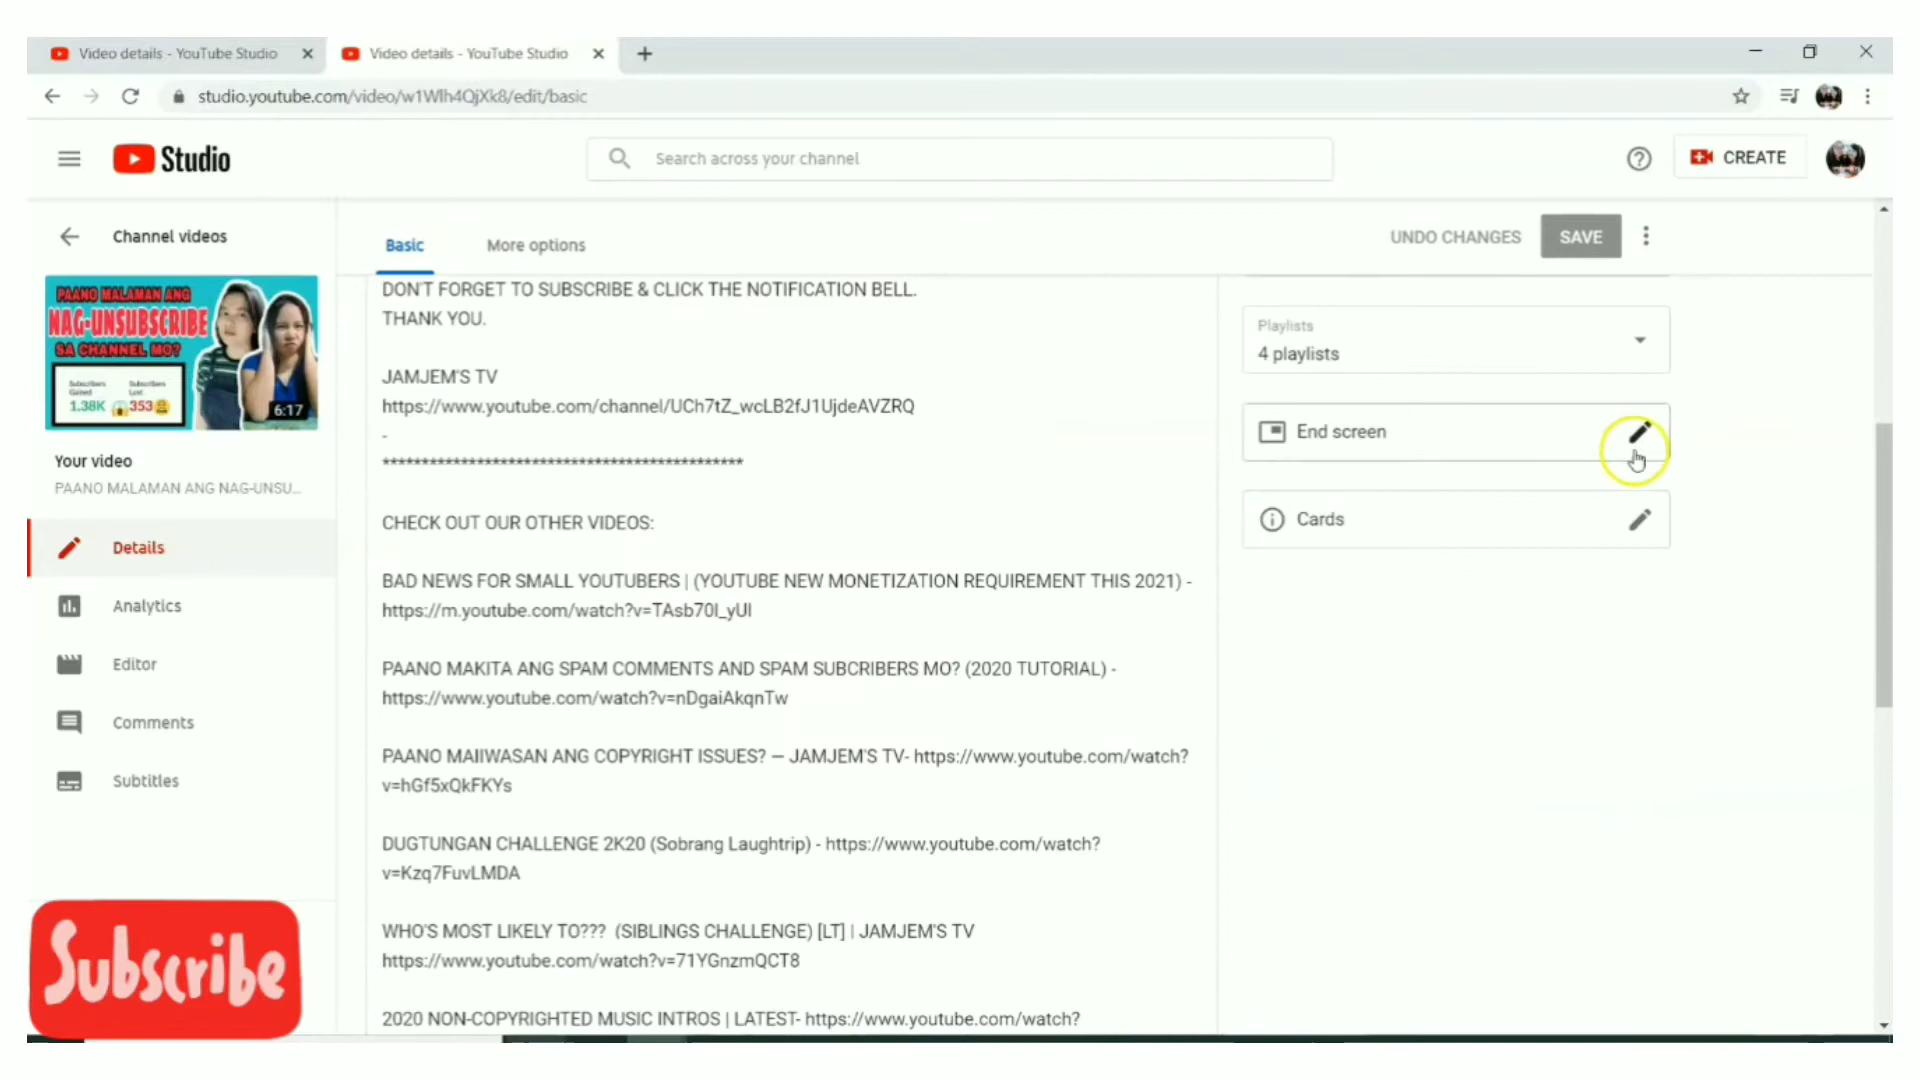 Video details - YouTube Studio
Video details - YouTube Studio
studio.youtube.com/video/w1Wlh4QjXk8/edit/basic
Studio
Search across your channel
CREATE
Channel videos
Basic
More options
UNDO CHANGES
SAVE
PAANO MALAMAN ANG
NAG-UNSUBSCRIBE
SA CHANNEL MO?
Subscribers Gained
Subscribers Lost
1.38K
353
6:17
Your video
PAANO MALAMAN ANG NAG-UNSU...
Details
Analytics
Editor
Comments
Subtitles
Subscribe
DON'T FORGET TO SUBSCRIBE & CLICK THE NOTIFICATION BELL.
THANK YOU.
JAMJEM'S TV
https://www.youtube.com/channel/UCh7tZ_wcLB2fJ1UjdeAVZRQ
-
***********************************************
CHECK OUT OUR OTHER VIDEOS:
BAD NEWS FOR SMALL YOUTUBERS | (YOUTUBE NEW MONETIZATION REQUIREMENT THIS 2021) -
https://m.youtube.com/watch?v=TAsb70I_yUI
PAANO MAKITA ANG SPAM COMMENTS AND SPAM SUBCRIBERS MO? (2020 TUTORIAL) -
https://www.youtube.com/watch?v=nDgaiAkqnTw
PAANO MAIIWASAN ANG COPYRIGHT ISSUES? — JAMJEM'S TV- https://www.youtube.com/watch?
v=hGf5xQkFKYs
DUGTUNGAN CHALLENGE 2K20 (Sobrang Laughtrip) - https://www.youtube.com/watch?
v=Kzq7FuvLMDA
WHO'S MOST LIKELY TO??? (SIBLINGS CHALLENGE) [LT] | JAMJEM'S TV
https://www.youtube.com/watch?v=71YGnzmQCT8
2020 NON-COPYRIGHTED MUSIC INTROS | LATEST- https://www.youtube.com/watch?
Playlists
4 playlists
End screen
Cards